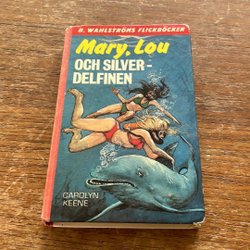 B. WAHLSTRÖMS FLICKBÖCKER
Mary, Lou
OCH SILVER-
DELFINEN
CAROLYN
KEENE